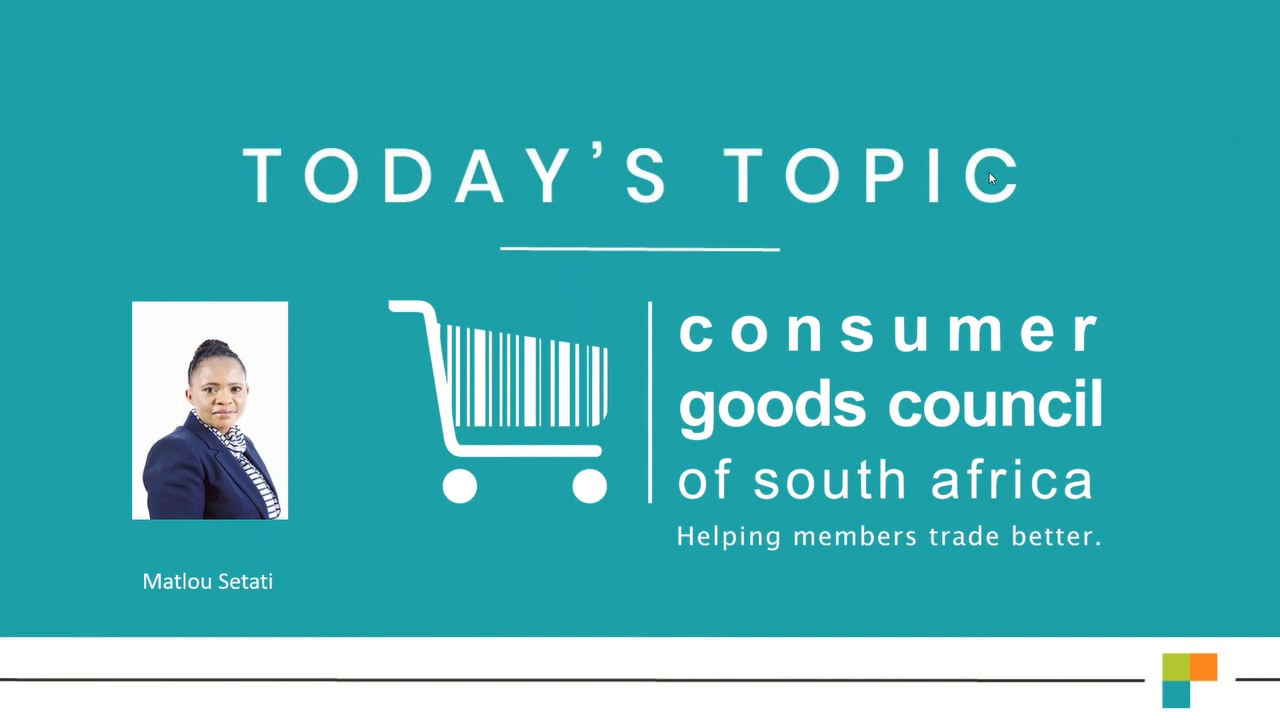 TODAY'S TOPIC
consumer
goods council
of south africa
Helping members trade better.
Matlou Setati